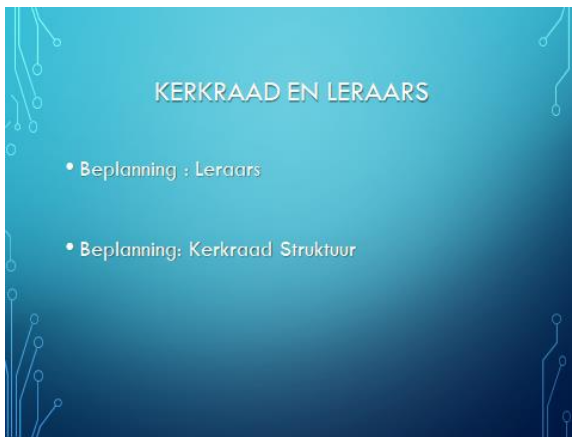 KERKRAAD EN LERAARS
• Beplanning : Leraars
• Beplanning: Kerkraad Struktuur